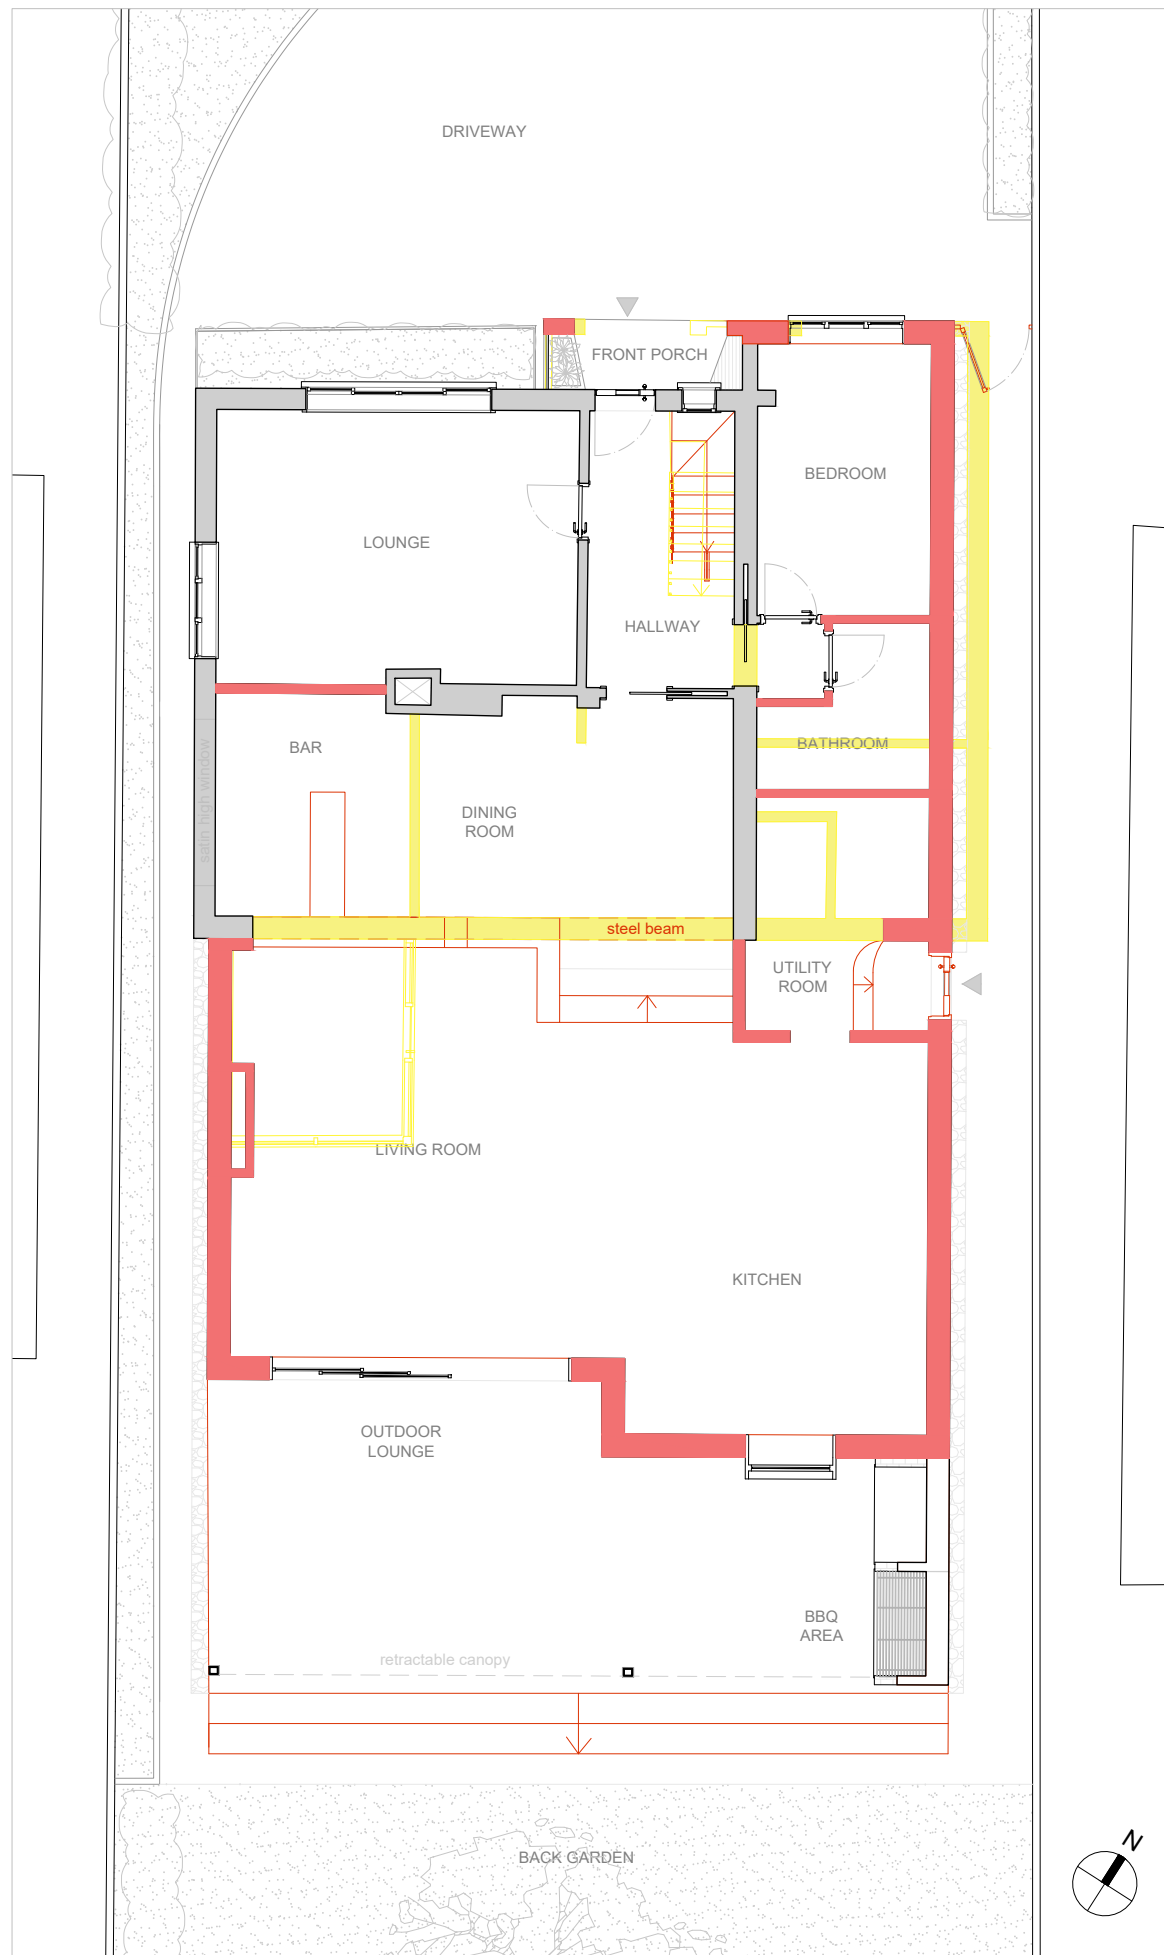 DRIVEWAY
FRONT PORCH
BEDROOM
LOUNGE
HALLWAY
BAR
BATHROOM
satin high window
DINING
ROOM
steel beam
UTILITY
ROOM
LIVING ROOM
KITCHEN
OUTDOOR
LOUNGE
BBQ
AREA
retractable canopy
BACK GARDEN
N